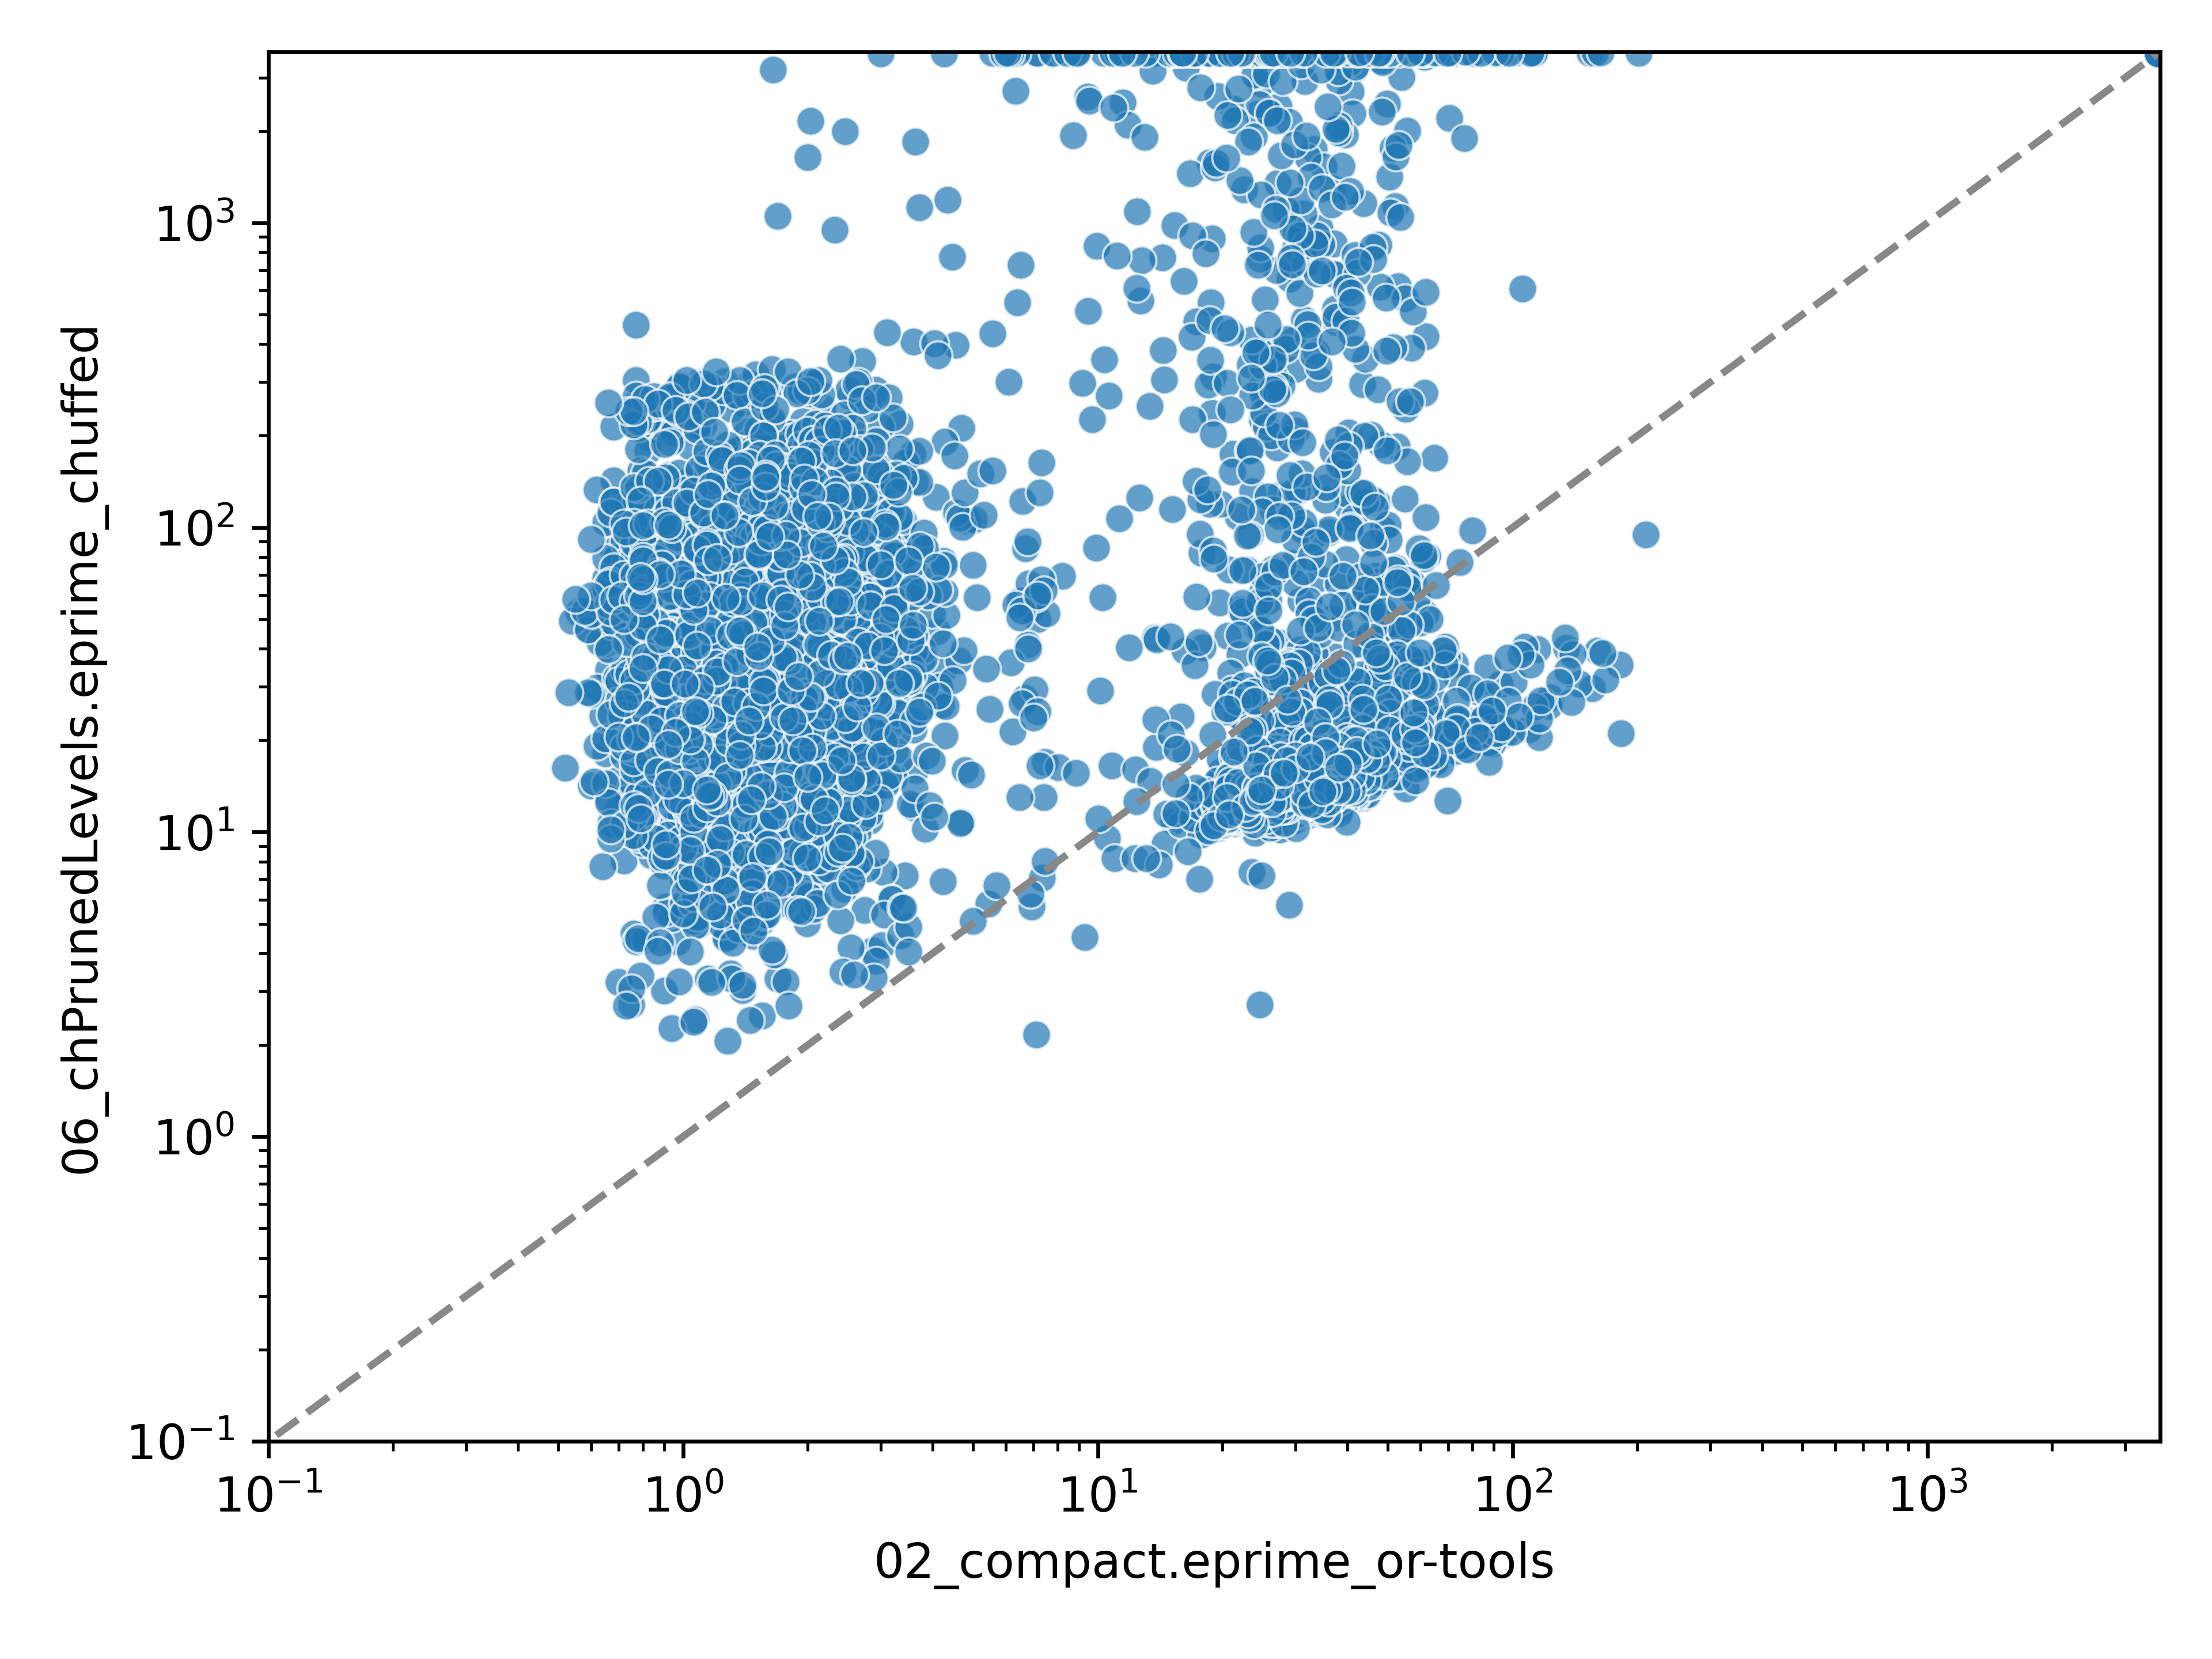 10³
10²
10¹
10⁰
10⁻¹
06_chPrunedLevels.eprime_chuffed
10⁻¹ 10⁰ 10¹ 10² 10³
02_compact.eprime_or-tools